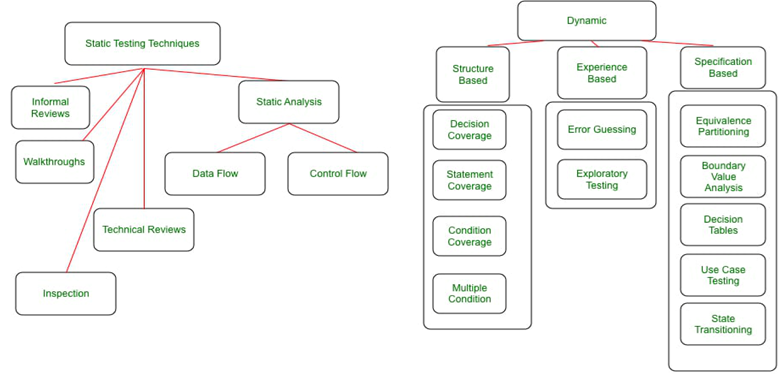 Static Testing Techniques
Informal
Reviews
Static Analysis
Walkthroughs
Data Flow
Control Flow
Technical Reviews
Inspection
Dynamic
Structure
Based
Decision
Coverage
Statement
Coverage
Condition
Coverage
Multiple
Condition
Experience
Based
Error Guessing
Exploratory
Testing
Specification
Based
Equivalence
Partitioning
Boundary
Value
Analysis
Decision
Tables
Use Case
Testing
State
Transitioning